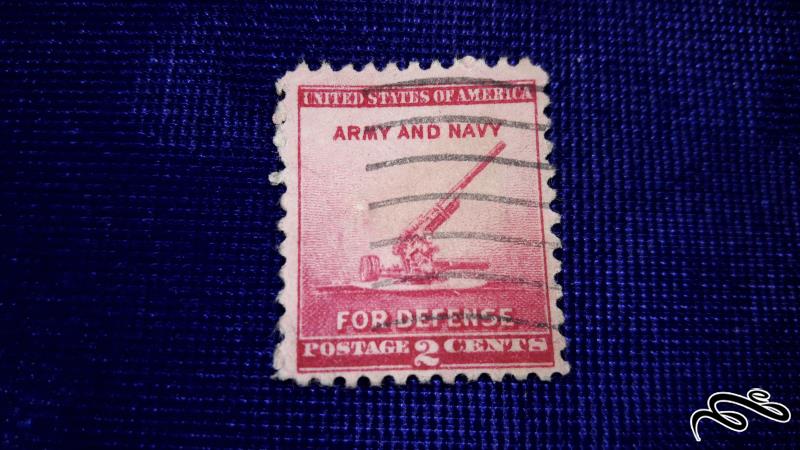 UNITED STATES OF AMERICA
ARMY AND NAVY
FOR DEFENSE
POSTAGE 2 CENTS